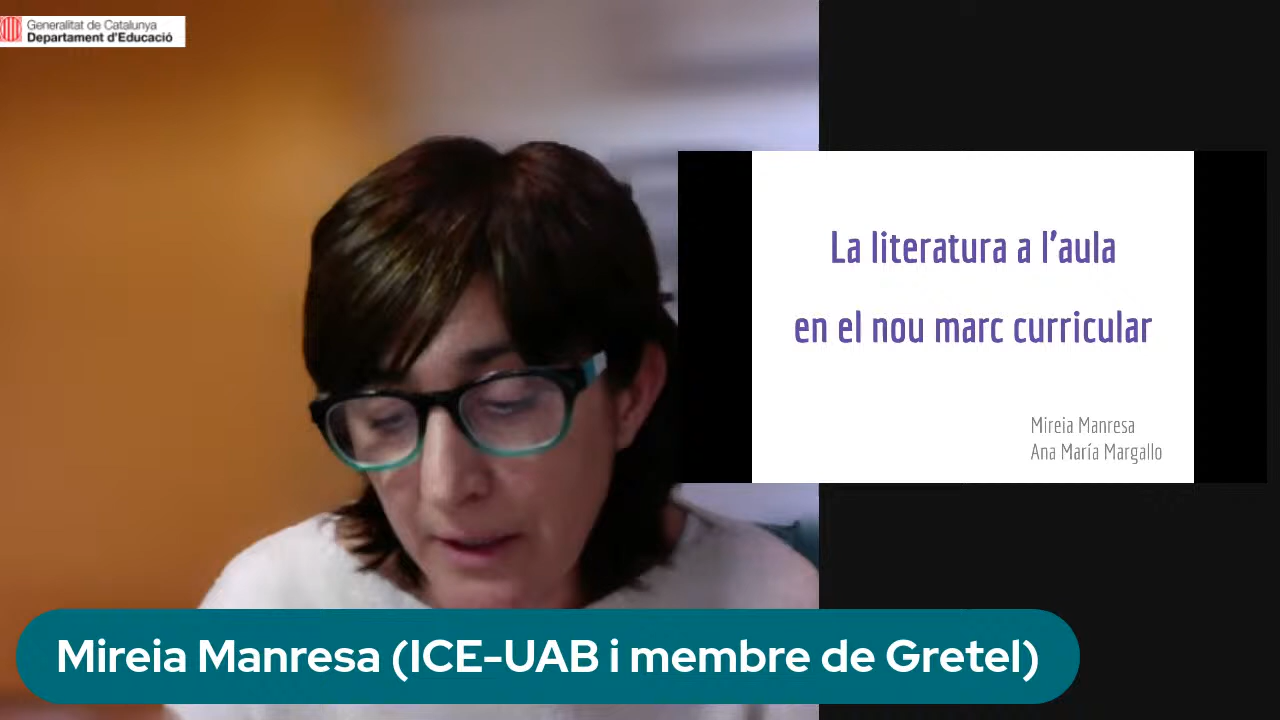 Generalitat de Catalunya
Departament d'Educació
La literatura a l'aula
en el nou marc curricular
Mireia Manresa
Ana María Margallo
Mireia Manresa (ICE-UAB i membre de Gretel)